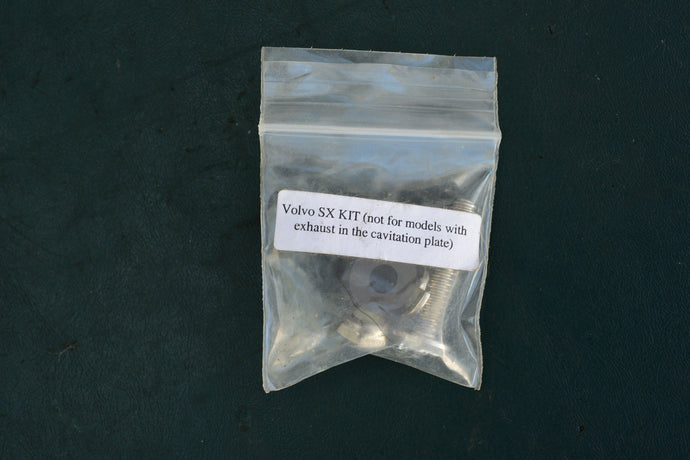 Volvo SX KIT (not for models with
exhaust in the cavitation plate)